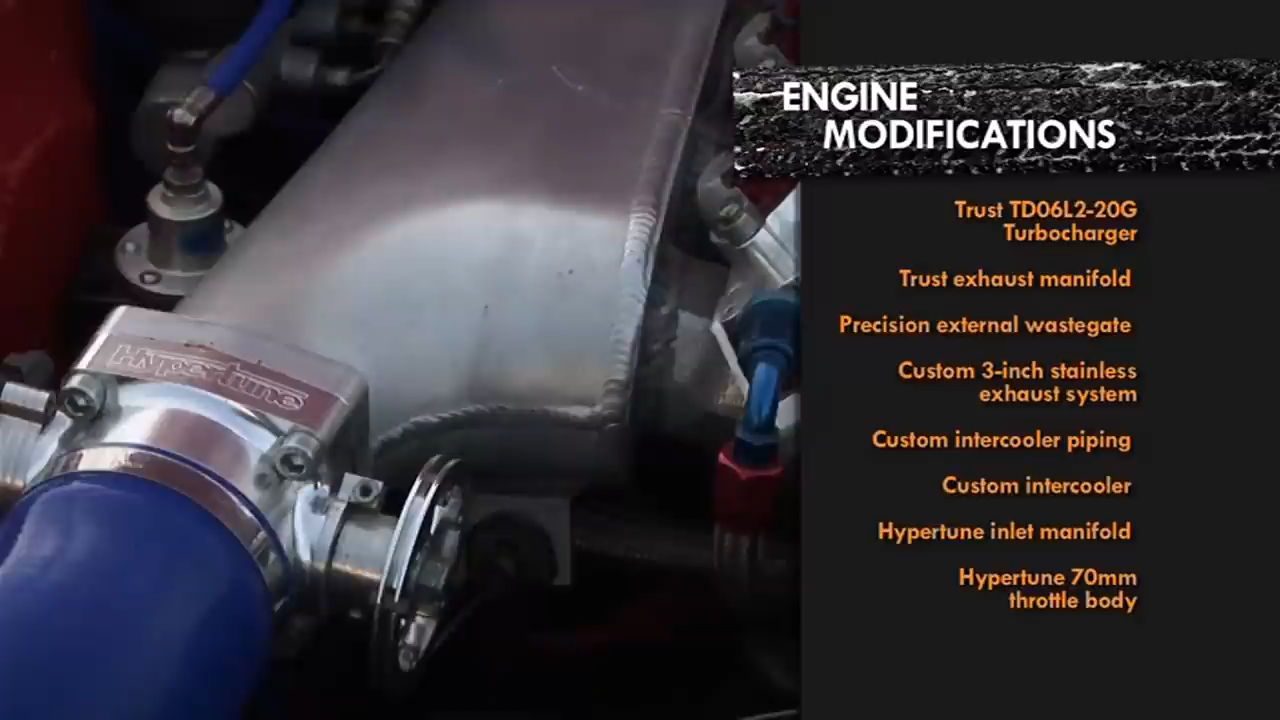 ENGINE
MODIFICATIONS
Trust TD06L2-20G
Turbocharger
Trust exhaust manifold
Precision external wastegate
Custom 3-inch stainless
exhaust system
Custom intercooler piping
Custom intercooler
Hypertune inlet manifold
Hypertune 70mm
throttle body
Hypertune